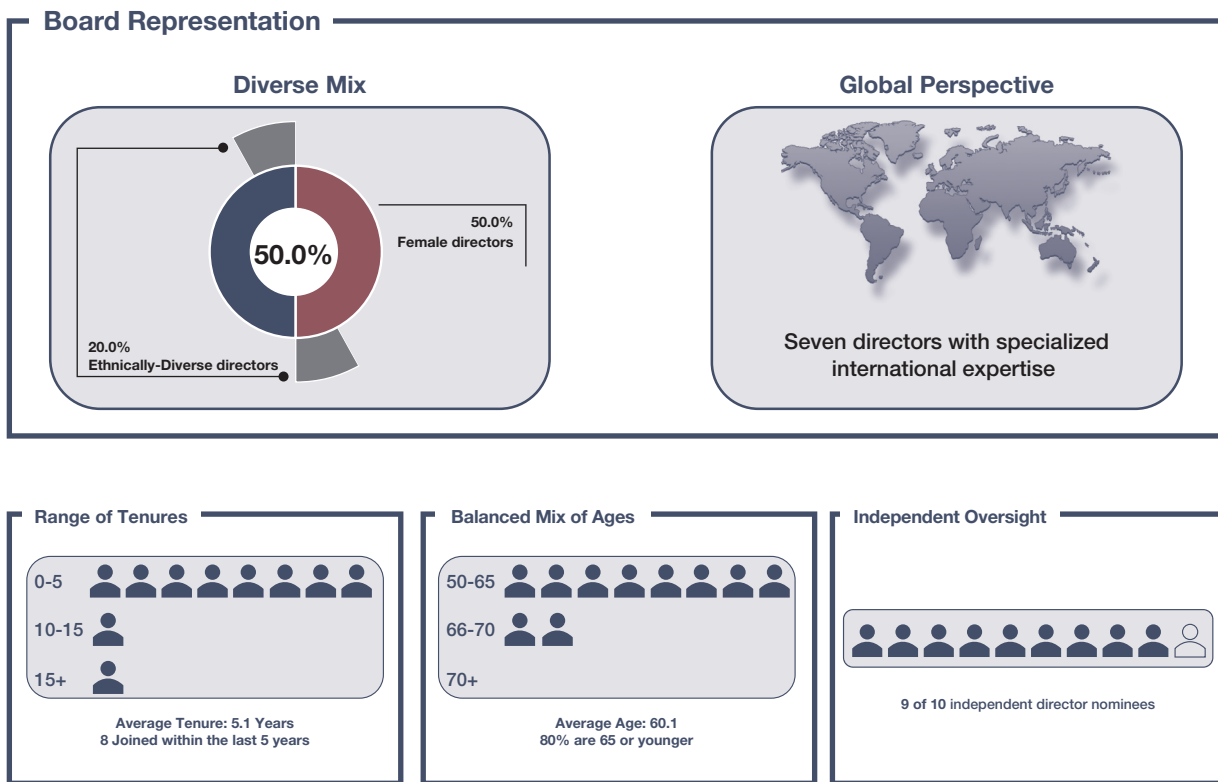 Board Representation
Diverse Mix
50.0%
50.0%
Female directors
20.0%
Ethnically-Diverse directors
Global Perspective
Seven directors with specialized
international expertise
Range of Tenures
0-5
10-15
15+
Average Tenure: 5.1 Years
8 Joined within the last 5 years
Balanced Mix of Ages
50-65
66-70
70+
Average Age: 60.1
80% are 65 or younger
Independent Oversight
9 of 10 independent director nominees